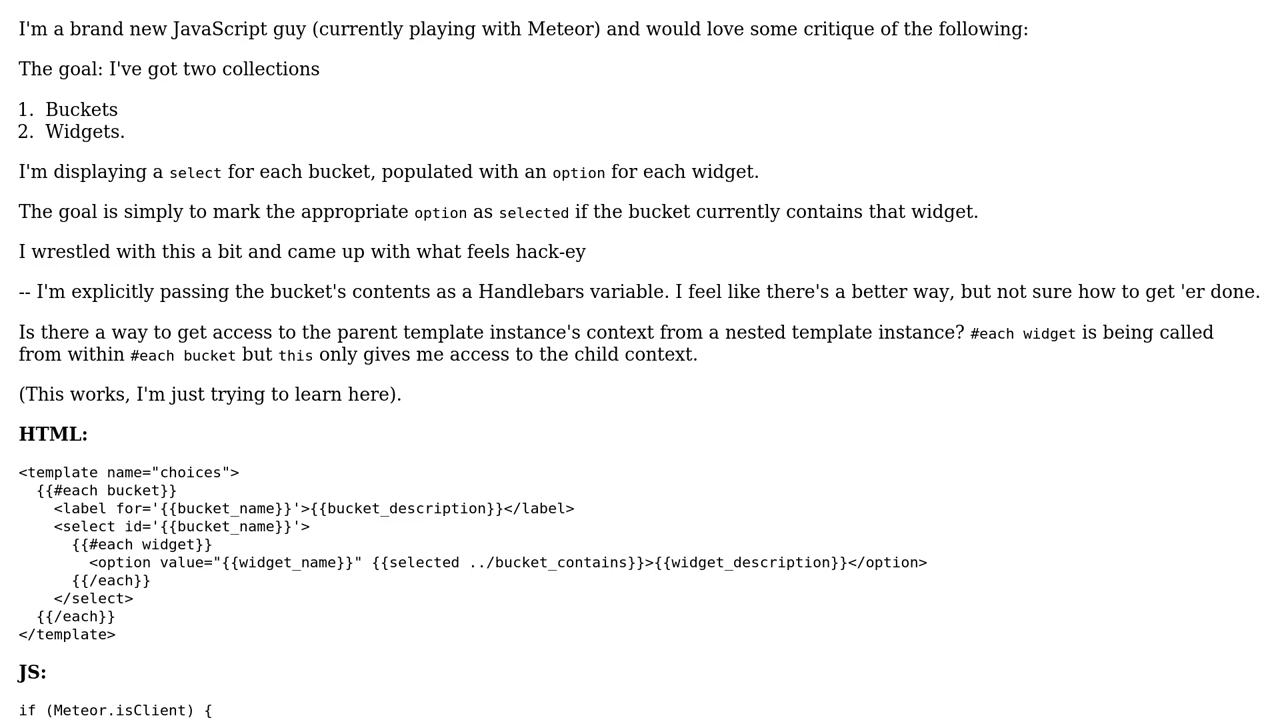 I'm a brand new JavaScript guy (currently playing with Meteor) and would love some critique of the following:
The goal: I've got two collections
1. Buckets
2. Widgets.
I'm displaying a select for each bucket, populated with an option for each widget.
The goal is simply to mark the appropriate option as selected if the bucket currently contains that widget.
I wrestled with this a bit and came up with what feels hack-ey
-- I'm explicitly passing the bucket's contents as a Handlebars variable. I feel like there's a better way, but not sure how to get 'er done.
Is there a way to get access to the parent template instance's context from a nested template instance? #each widget is being called
from within #each bucket but this only gives me access to the child context.
(This works, I'm just trying to learn here).
HTML:
<template name="choices">
  {{#each bucket}}
    <label for='{{bucket_name}}'>{{bucket_description}}</label>
    <select id='{{bucket_name}}'>
      {{#each widget}}
        <option value="{{widget_name}}" {{selected ../bucket_contains}}>{{widget_description}}</option>
      {{/each}}
    </select>
  {{/each}}
</template>
JS:
if (Meteor.isClient) {